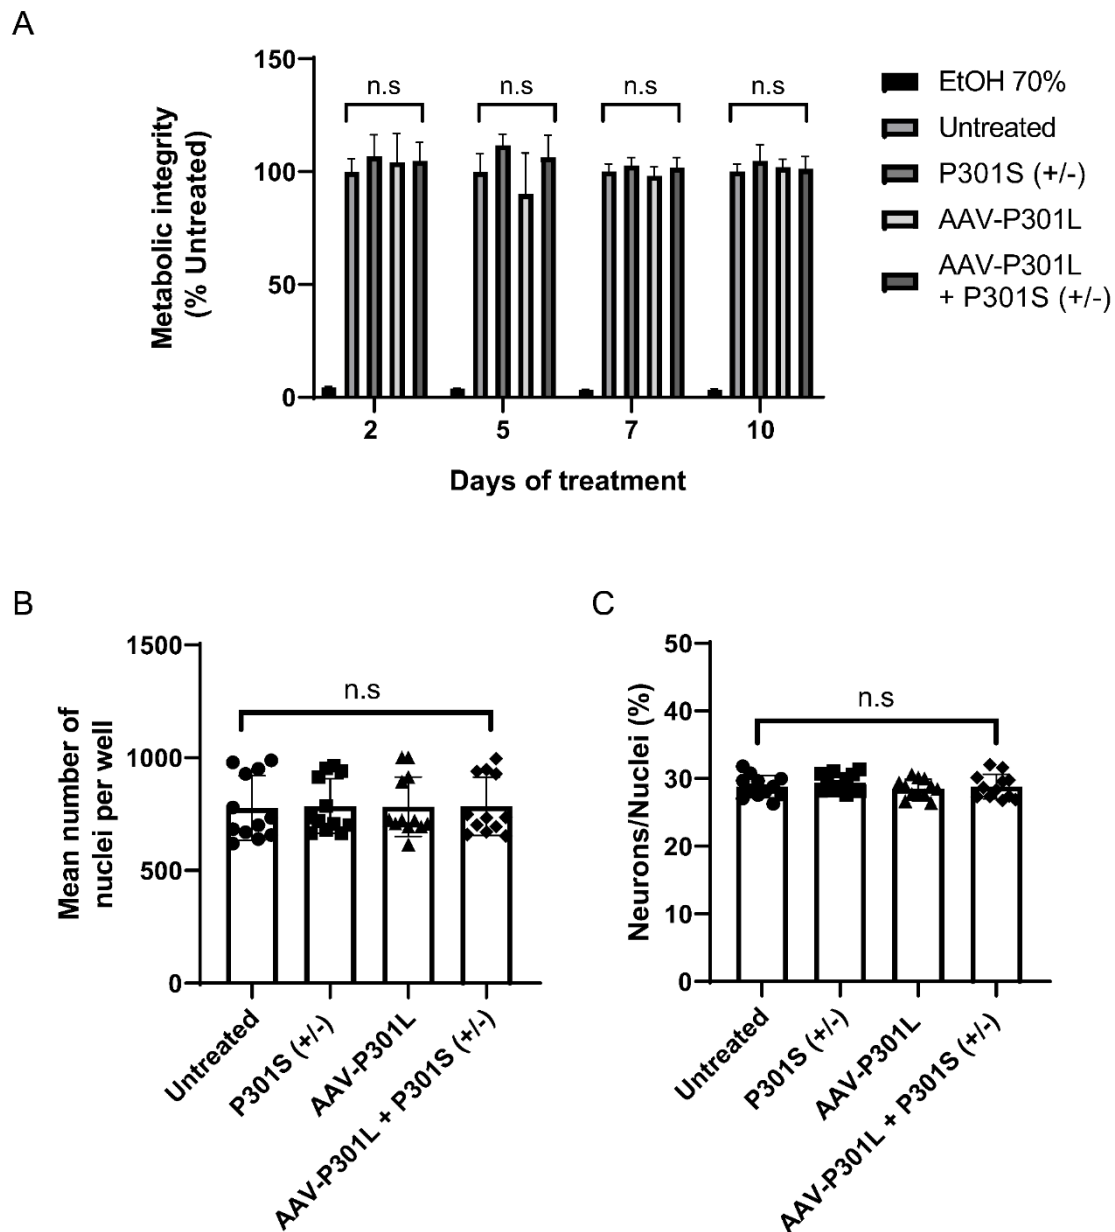 A
Metabolic integrity
(% Untreated)
150
100
50
0
n.s
n.s
n.s
n.s
2
5
7
10
Days of treatment
EtOH 70%
Untreated
P301S (+/-)
AAV-P301L
AAV-P301L
+ P301S (+/-)
B
Mean number of
nuclei per well
1500
1000
500
0
n.s
Untreated
P301S (+/-)
AAV-P301L
AAV-P301L + P301S (+/-)
C
Neurons/Nuclei (%)
50
40
30
20
10
0
n.s
Untreated
P301S (+/-)
AAV-P301L
AAV-P301L + P301S (+/-)